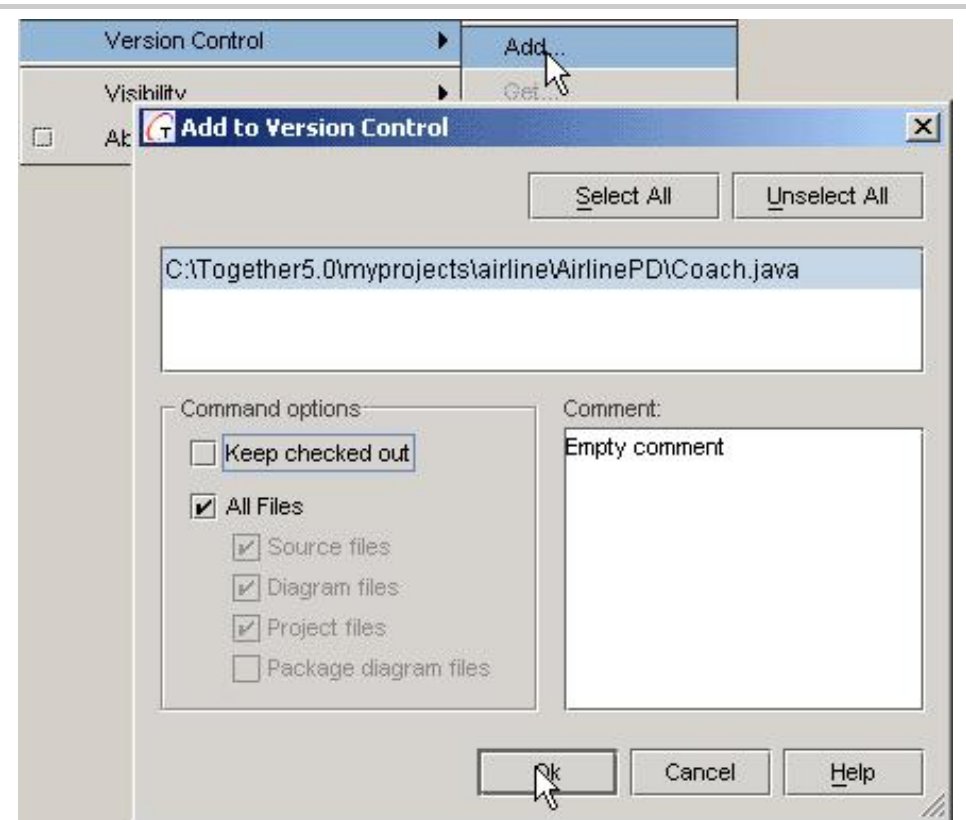 Version Control
Add...
Visibility
Get...
Add to Version Control
Select All
Unselect All
C:\Together5.0\myprojects\airline\AirlinePD\Coach.java
Command options
Comment:
Keep checked out
Empty comment
All Files
Source files
Diagram files
Project files
Package diagram files
Ok
Cancel
Help